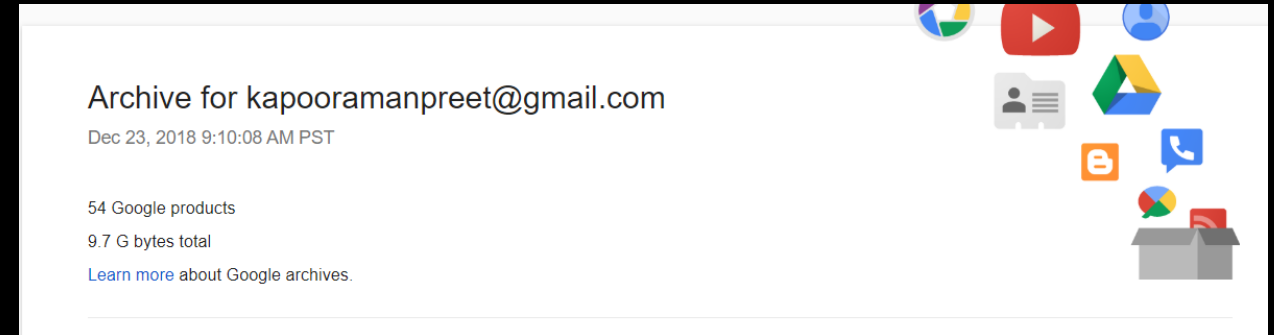 Archive for kapooramanpreet@gmail.com
Dec 23, 2018 9:10:08 AM PST
54 Google products
9.7 G bytes total
Learn more about Google archives.